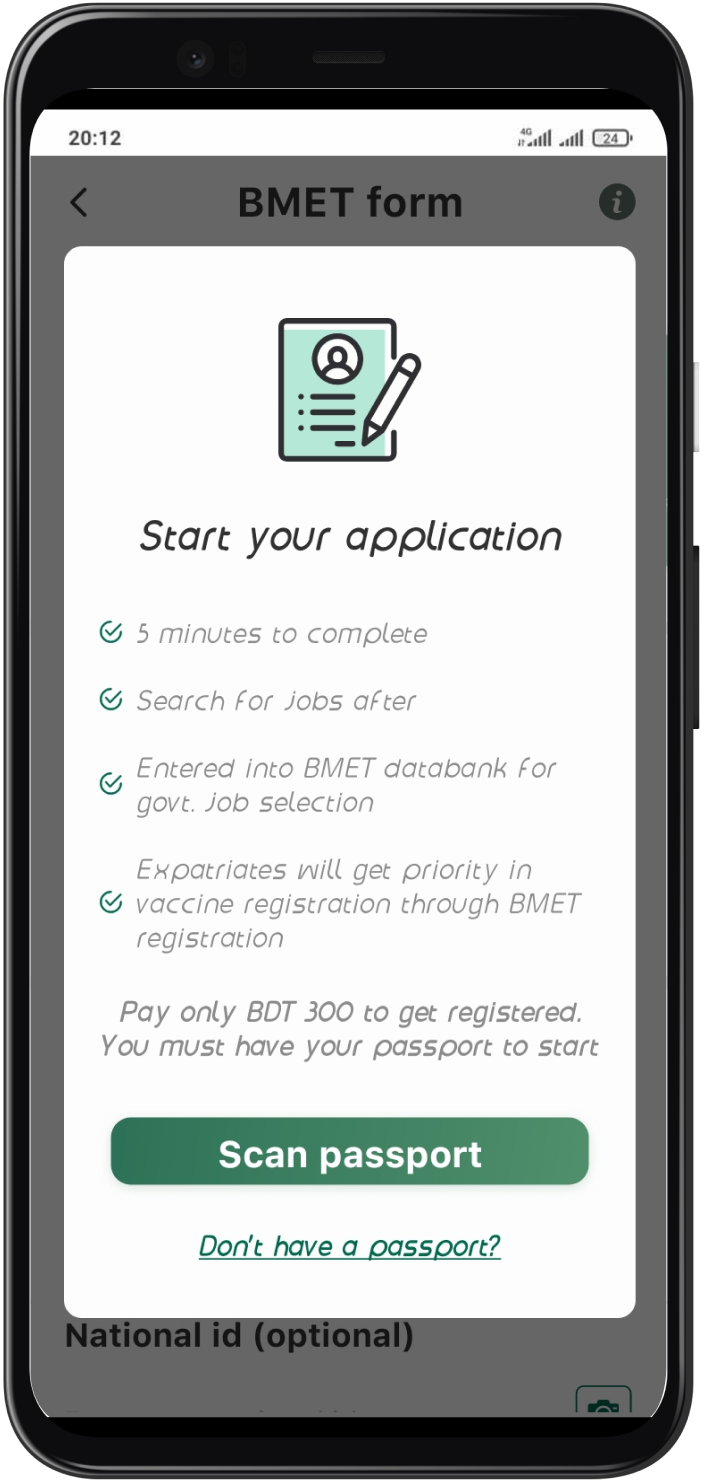 20:12
4G
24
BMET form
i
Start your application
5 minutes to complete
Search for jobs after
Entered into BMET databank for
govt. job selection
Expatriates will get priority in
vaccine registration through BMET
registration
Pay only BDT 300 to get registered.
You must have your passport to start
Scan passport
Don't have a passport?
National id (optional)